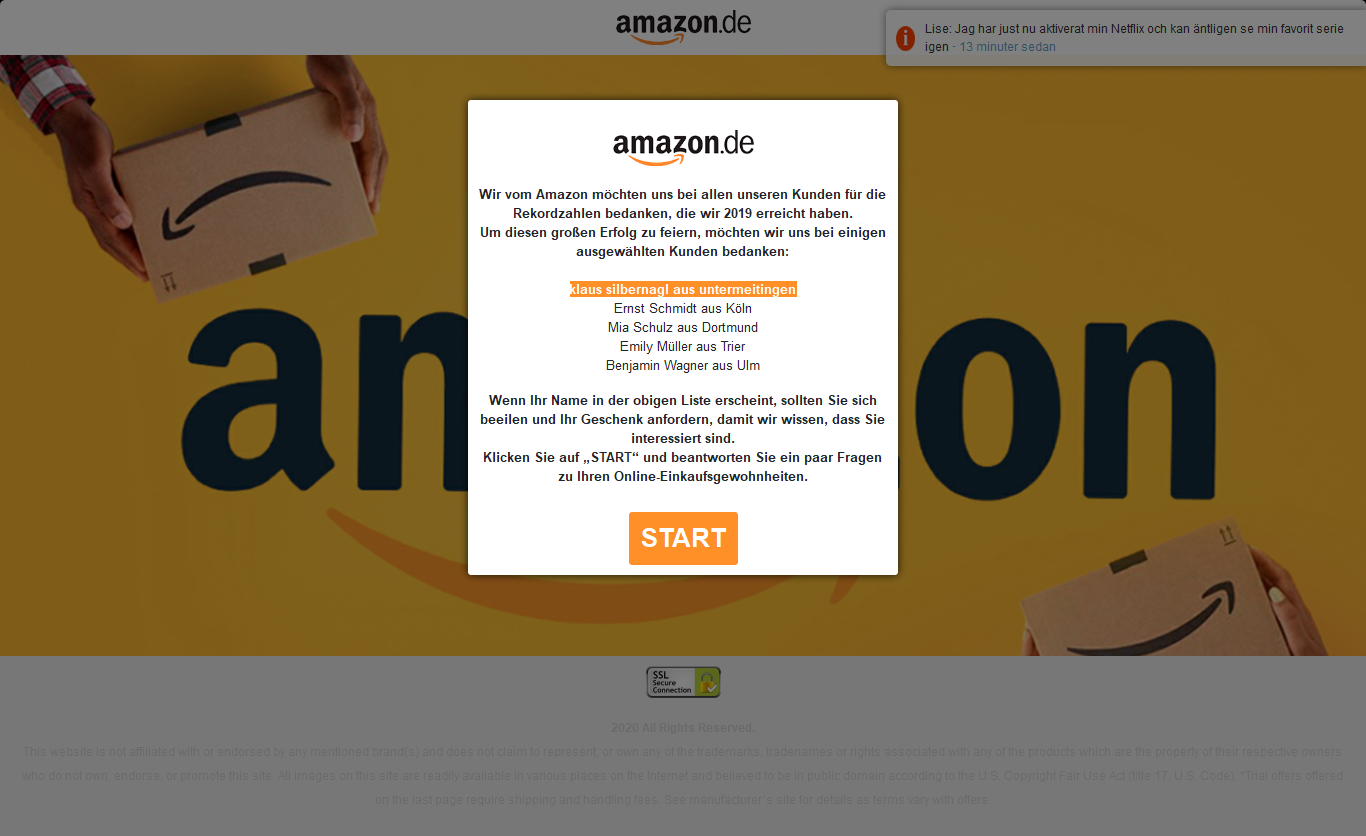 amazon.de
Lise: Jag har just nu aktiverat min Netflix och kan äntligen se min favorit serie
igen - 13 minuter sedan
amazon.de
Wir vom Amazon möchten uns bei allen unseren Kunden für die
Rekordzahlen bedanken, die wir 2019 erreicht haben.
Um diesen großen Erfolg zu feiern, möchten wir uns bei einigen
ausgewählten Kunden bedanken:
klaus silbernagl aus untermeitingen
Ernst Schmidt aus Köln
Mia Schulz aus Dortmund
Emily Müller aus Trier
Benjamin Wagner aus Ulm
Wenn Ihr Name in der obigen Liste erscheint, sollten Sie sich
beeilen und Ihr Geschenk anfordern, damit wir wissen, dass Sie
interessiert sind.
Klicken Sie auf „START“ und beantworten Sie ein paar Fragen
zu Ihren Online-Einkaufsgewohnheiten.
START
SSL
Secure
Connection
2020 All Rights Reserved.
This website is not affiliated with or endorsed by any mentioned brand(s) and does not claim to represent, or own any of the trademarks, tradenames or rights associated with any of the products which are the property of their respective owners
who do not own, endorse, or promote this site. All images on this site are readily available in various places on the Internet and believed to be in public domain according to the U.S. Copyright Fair Use Act (title 17, U.S. Code). *Trial offers offered
on the last page require shipping and handling fees. See manufacturer's site for details as terms vary with offers.